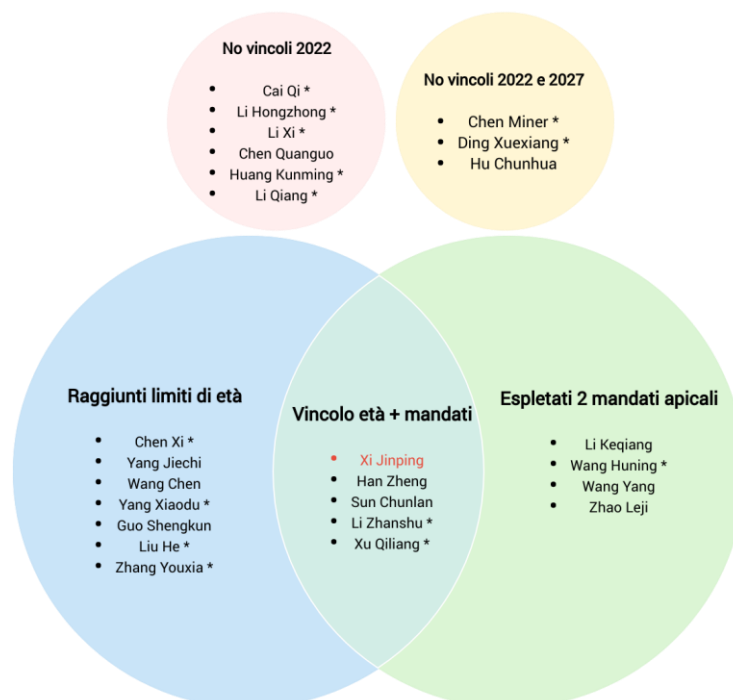 No vincoli 2022
• Cai Qi *
• Li Hongzhong *
• Li Xi *
• Chen Quanguo
• Huang Kunming *
• Li Qiang *
No vincoli 2022 e 2027
• Chen Miner *
• Ding Xuexiang *
• Hu Chunhua
Raggiunti limiti di età
• Chen Xi *
• Yang Jiechi
• Wang Chen
• Yang Xiaodu *
• Guo Shengkun
• Liu He *
• Zhang Youxia *
Vincolo età + mandati
• Xi Jinping
• Han Zheng
• Sun Chunlan
• Li Zhanshu *
• Xu Qiliang *
Espletati 2 mandati apicali
• Li Keqiang
• Wang Huning *
• Wang Yang
• Zhao Leji